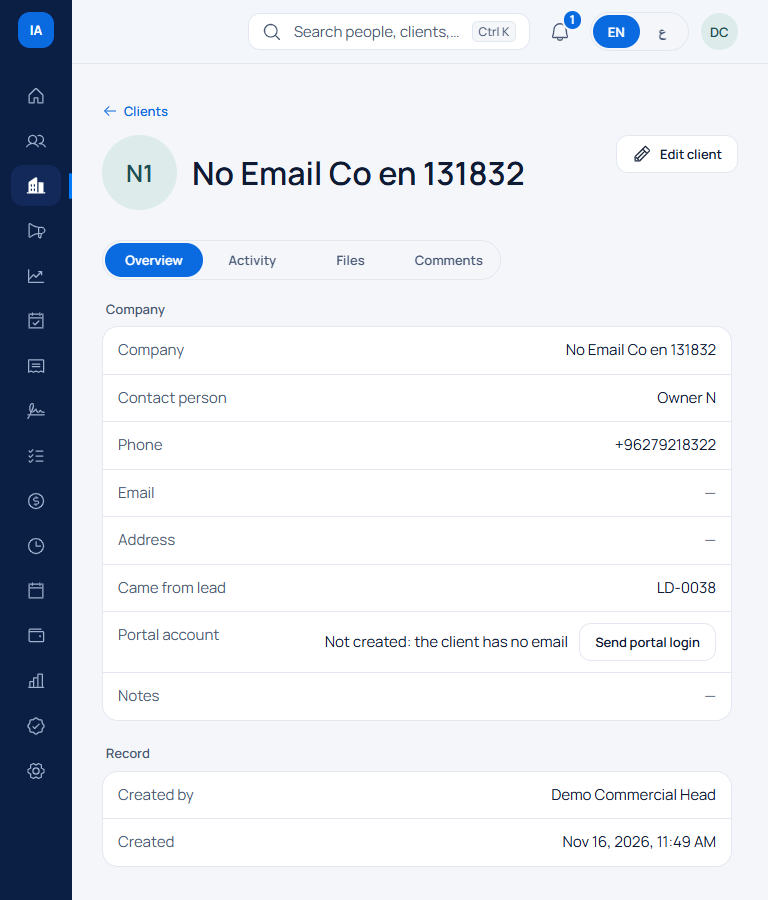 IA
Search people, clients,...
Ctrl K
1
EN
ع
DC
← Clients
N1
No Email Co en 131832
Edit client
Overview
Activity
Files
Comments
Company
Company
No Email Co en 131832
Contact person
Owner N
Phone
+96279218322
Email
—
Address
—
Came from lead
LD-0038
Portal account
Not created: the client has no email
Send portal login
Notes
—
Record
Created by
Demo Commercial Head
Created
Nov 16, 2026, 11:49 AM